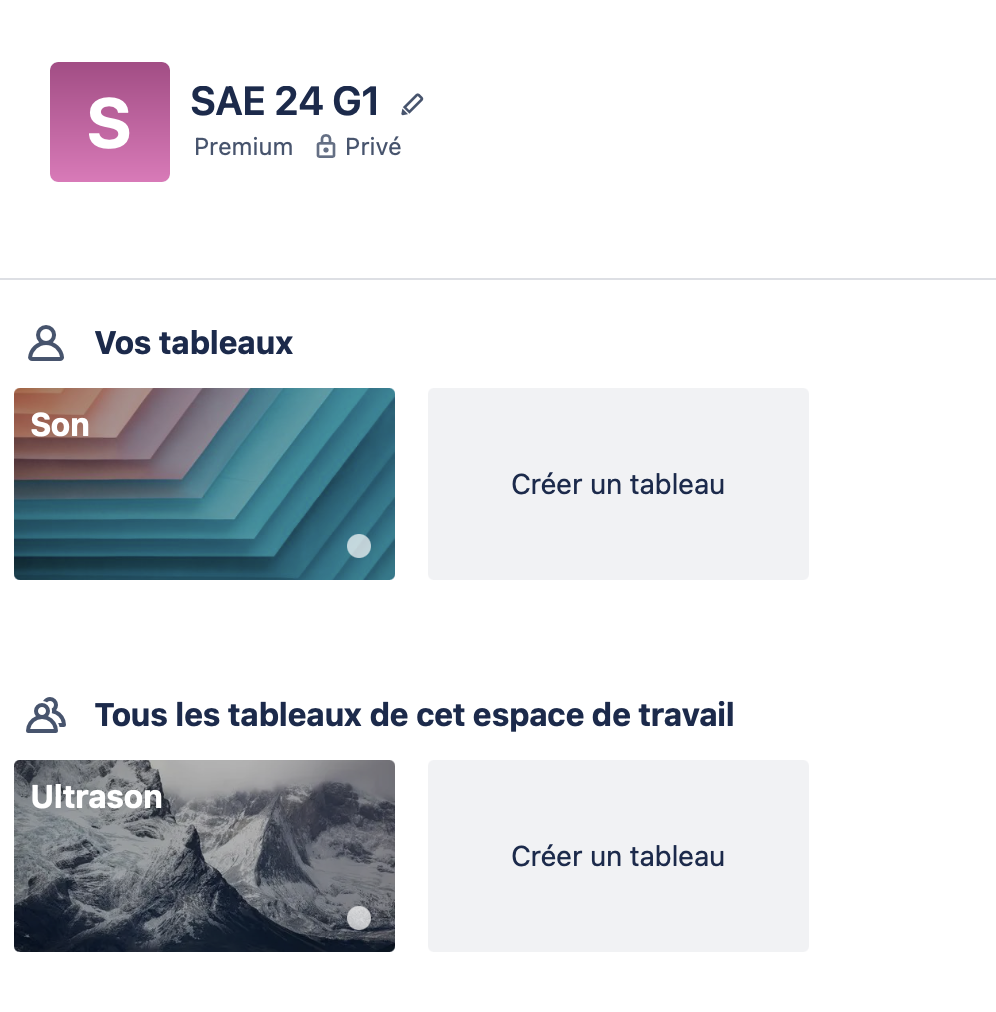 S
SAE 24 G1
Premium Privé
Vos tableaux
Son
Créer un tableau
Tous les tableaux de cet espace de travail
Ultrason
Créer un tableau